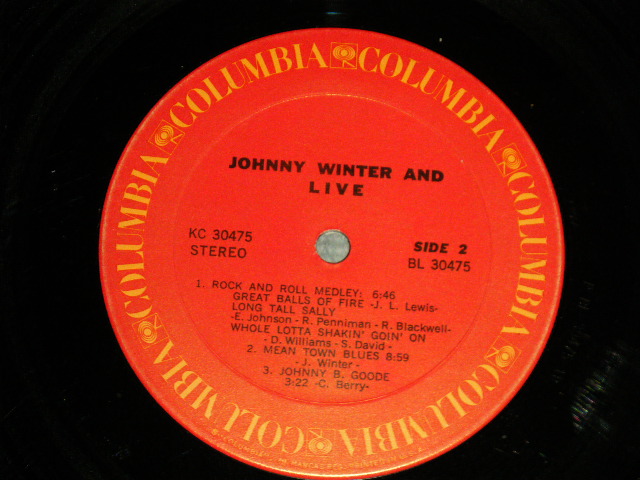 COLUMBIA COLUMBIA COLUMBIA COLUMBIA COLUMBIA COLUMBIA
JOHNNY WINTER AND
LIVE
KC 30475
STEREO
SIDE 2
BL 30475
1. ROCK AND ROLL MEDLEY: 6:46
GREAT BALLS OF FIRE -J. L. Lewis-
LONG TALL SALLY
-E. Johnson - R. Penniman - R. Blackwell-
WHOLE LOTTA SHAKIN' GOIN' ON
- D. Williams - S. David -
2. MEAN TOWN BLUES 8:59
- J. Winter -
3. JOHNNY B. GOODE
3:22 -C. Berry-